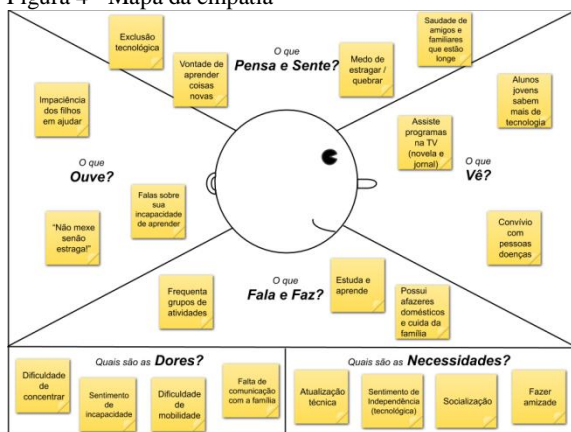 Figura 4 - Mapa da empatia
Exclusão
tecnológica
Vontade de
aprender
coisas
novas
O que
Pensa e Sente?
Medo de
estragar /
quebrar
Saudade de
amigos e
familiares
que estão
longe
Impaciência
dos filhos
em ajudar
O que
Ouve?
Falas sobre
sua
incapacidade
de aprender
"Não mexe
senão
estraga!"
Alunos
jovens
sabem
mais de
tecnologia
Assiste
programas
na TV
(novela e
jornal)
O que
Vê?
Convívio
com
pessoas
doenças
Frequenta
grupos de
atividades
O que
Fala e Faz?
Estuda e
aprende
Possui
afazeres
domésticos
e cuida da
família
Quais são as Dores?
Dificuldade
de
concentrar
Sentimento
de
incapacidade
Dificuldade
de
mobilidade
Falta de
comunicação
com a família
Quais são as Necessidades?
Atualização
técnica
Sentimento de
Independência
(tecnológica)
Socialização
Fazer
amizade